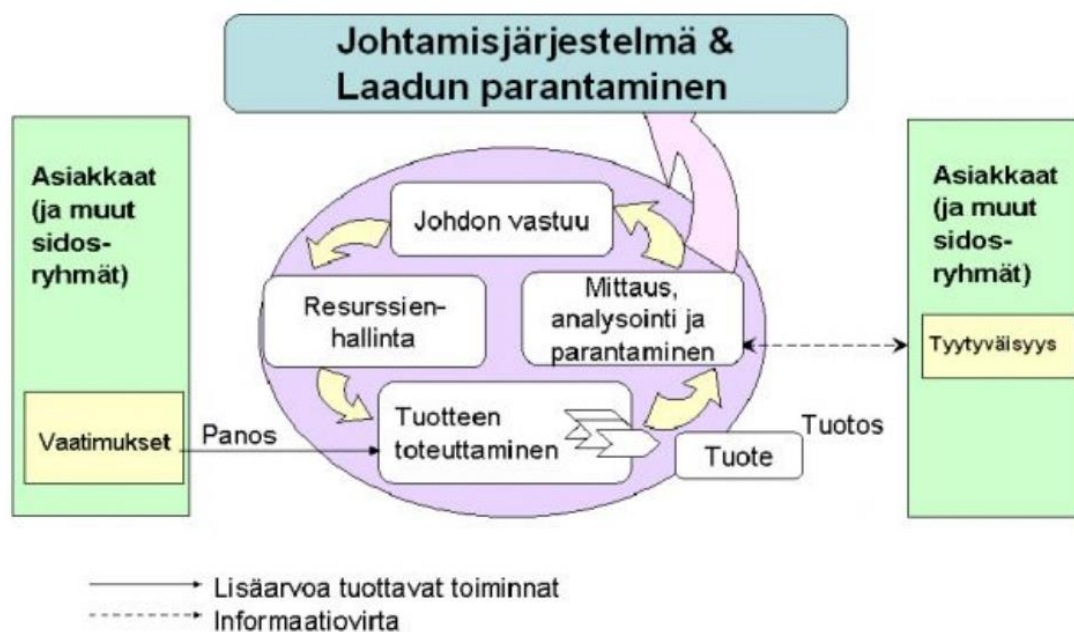 Johtamisjärjestelmä &
Laadun parantaminen
Asiakkaat
(ja muut
sidos-
ryhmät)
Vaatimukset
Panos
Johdon vastuu
Resurssien-
hallinta
Mittaus,
analysointi ja
parantaminen
Tuotteen
toteuttaminen
Tuote
Tuotos
Asiakkaat
(ja muut
sidos-
ryhmät)
Tyytyväisyys
Lisäarvoa tuottavat toiminnat
Informaatiovirta